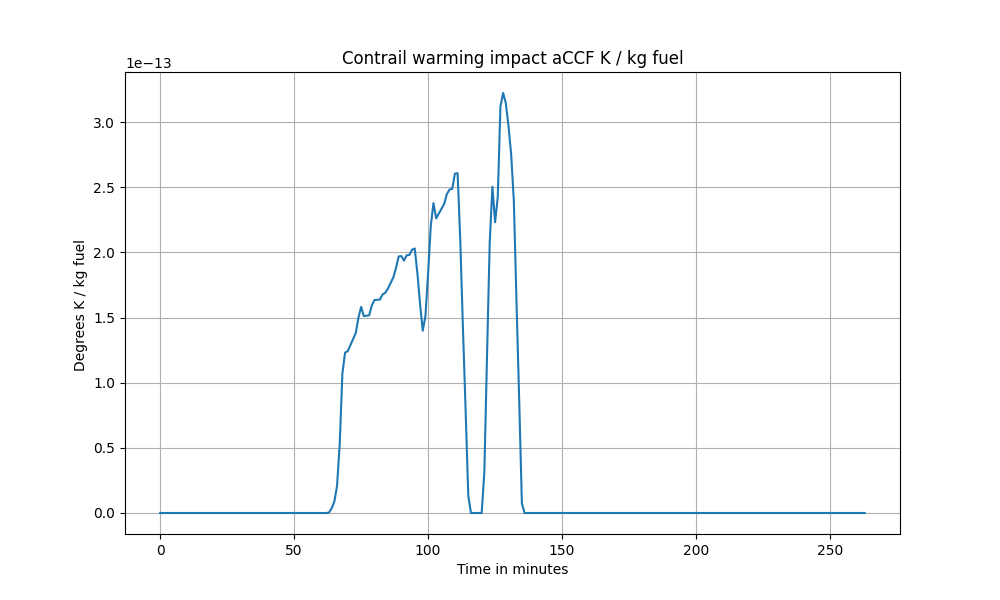 Contrail warming impact aCCF K / kg fuel
1e−13
3.0
2.5
2.0
1.5
1.0
0.5
0.0
Degrees K / kg fuel
0 50 100 150 200 250
Time in minutes